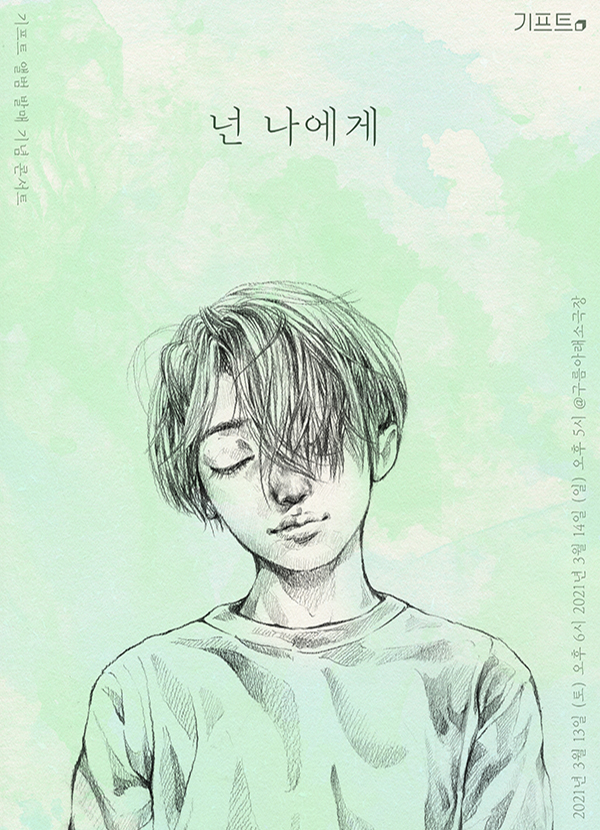 기프트
넌 나에게
기프트 앨범 발매 기념 콘서트
2021년 3월 13일 (토) 오후 6시 2021년 3월 14일 (일) 오후 5시 @구름아래소극장